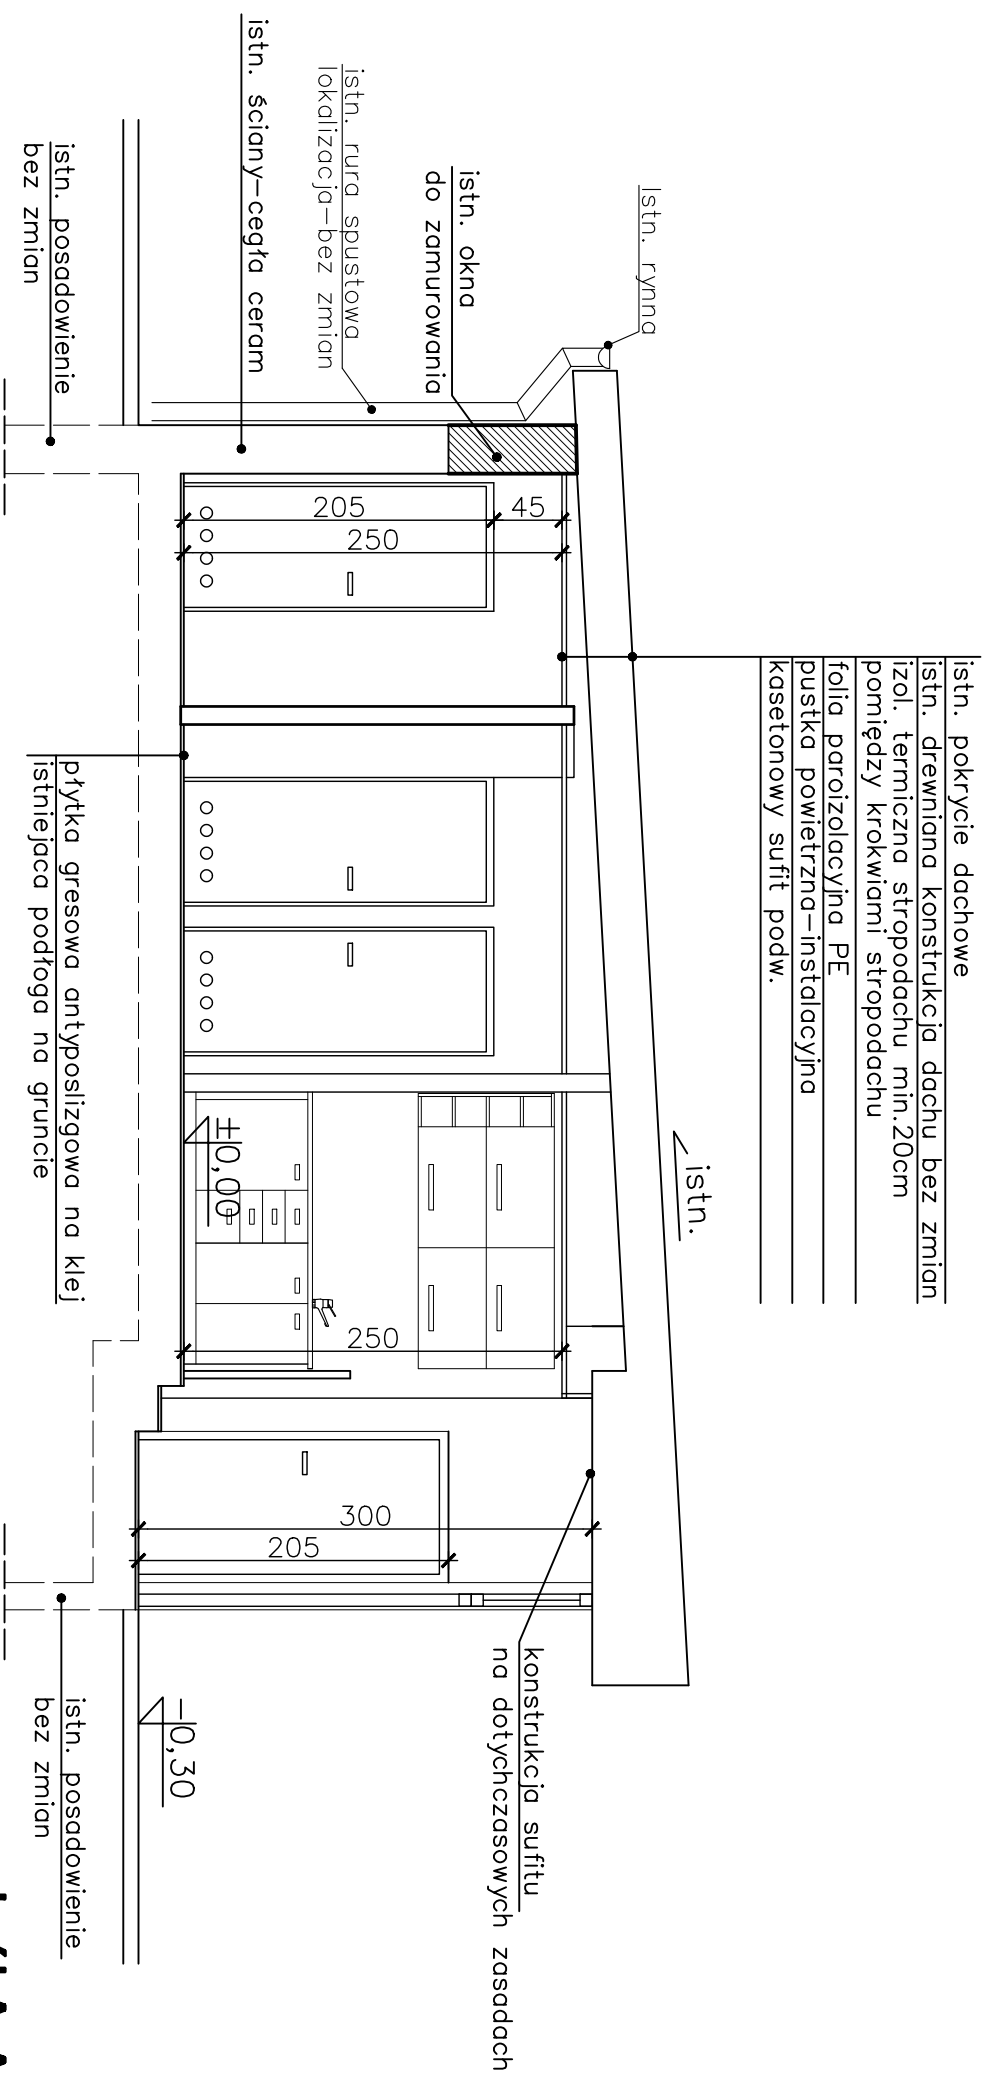 istn. pokrycie dachowe
istn. drewniana konstrukcja dachu bez zmian
izol. termiczna stropodachu min.20cm
pomiędzy krokwiami stropodachu
folia paroizolacyjna PE
pustka powietrzna-instalacyjna
kasetonowy sufit podw.
istn.
Istn. rynna
istn. okna
do zamurowania
istn. rura spustowa
lokalizacja-bez zmian
istn. ściany-cegła ceram
istn. posadowienie
bez zmian
45
205
250
±0,00
250
300
205
konstrukcja sufitu
na dotychczasowych zasadach
-0,30
płytka gresowa antyposlizgowa na klej
istniejaca podłoga na gruncie
istn. posadowienie
bez zmian